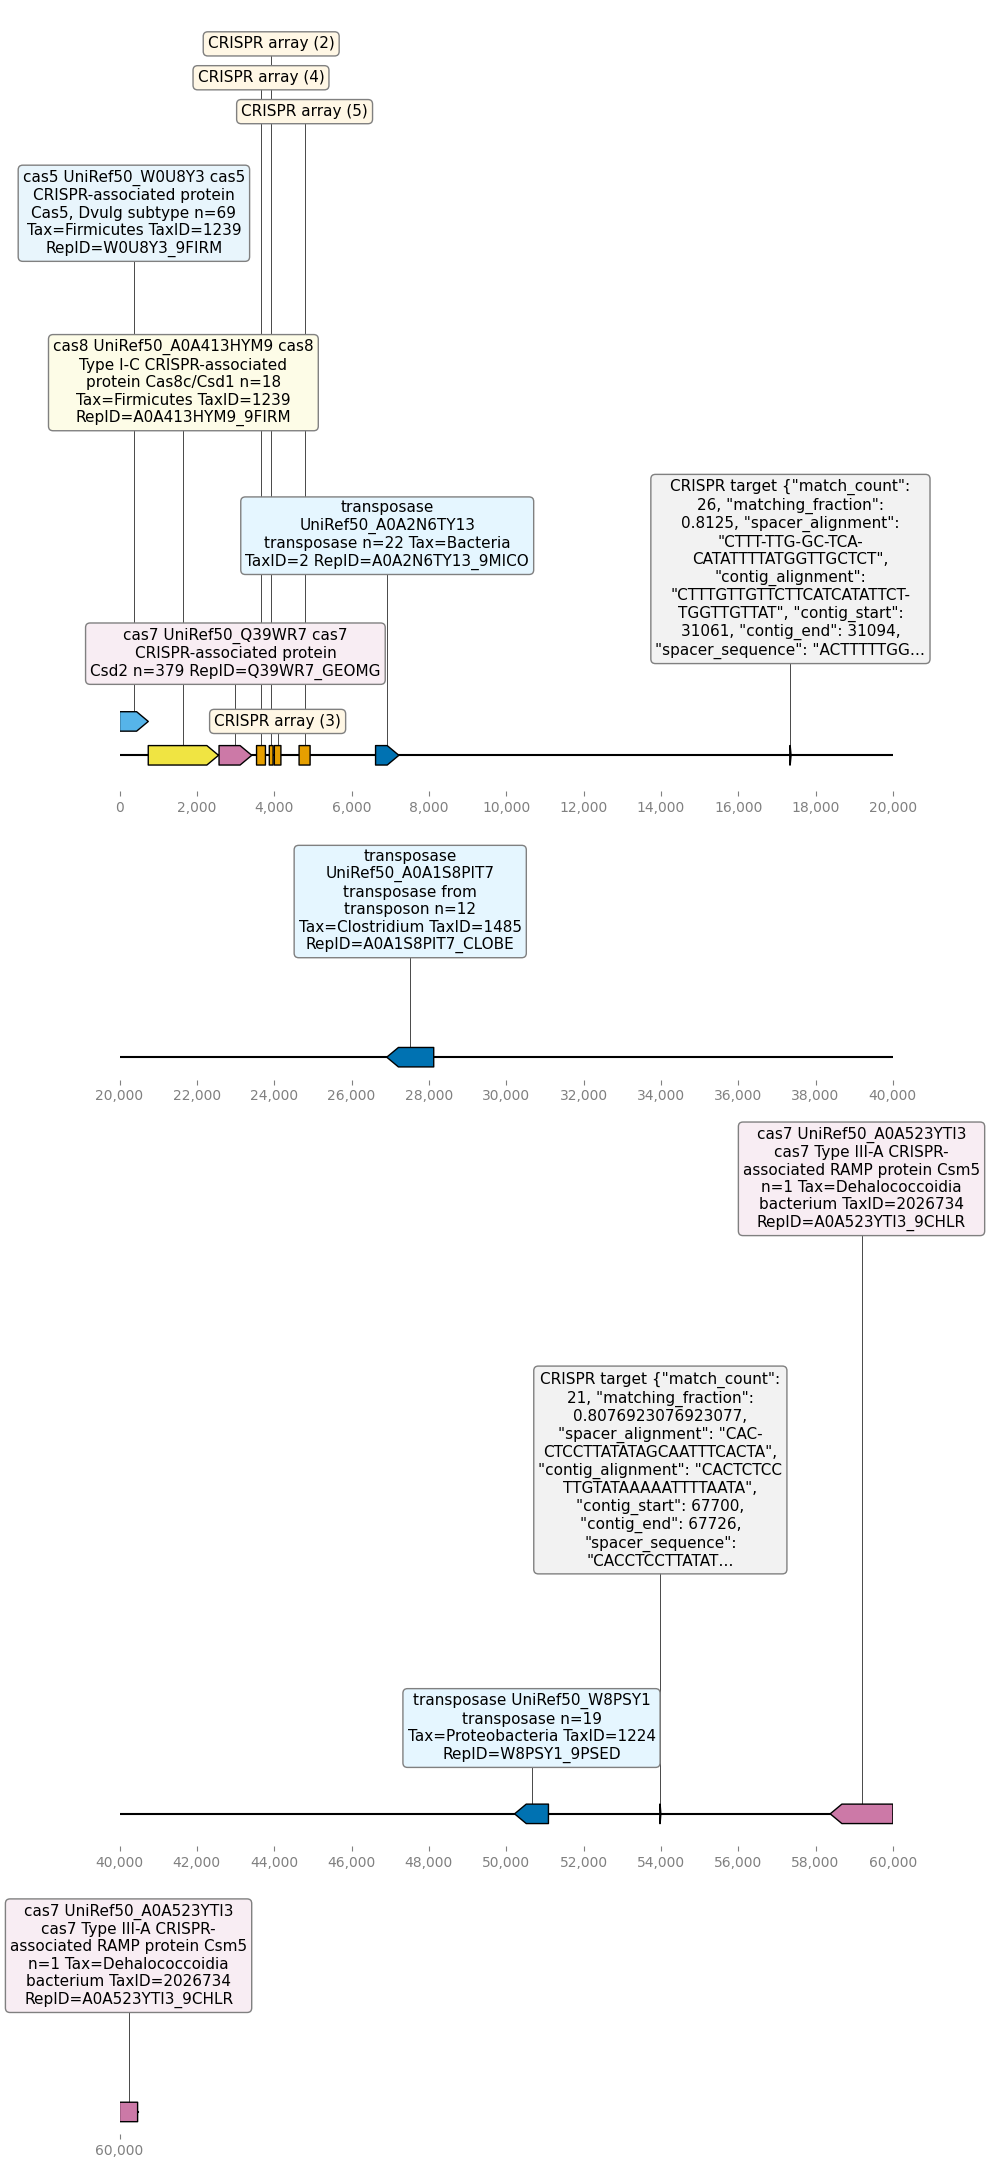 CRISPR array (2)
CRISPR array (4)
CRISPR array (5)
cas5 UniRef50_W0U8Y3 cas5
CRISPR-associated protein
Cas5, Dvulg subtype n=69
Tax=Firmicutes TaxID=1239
RepID=W0U8Y3_9FIRM
cas8 UniRef50_A0A413HYM9 cas8
Type I-C CRISPR-associated
protein Cas8c/Csd1 n=18
Tax=Firmicutes TaxID=1239
RepID=A0A413HYM9_9FIRM
transposase
UniRef50_A0A2N6TY13
transposase n=22 Tax=Bacteria
TaxID=2 RepID=A0A2N6TY13_9MICO
CRISPR target {"match_count":
26, "matching_fraction":
0.8125, "spacer_alignment":
"CTTT-TTG-GC-TCA-
CATATTTTATGGTTGCTCT",
"contig_alignment":
"CTTTGTTGTTCTTCATCATATTCT-
TGGTTGTTAT", "contig_start":
31061, "contig_end": 31094,
"spacer_sequence": "ACTTTTTGG…
cas7 UniRef50_Q39WR7 cas7
CRISPR-associated protein
Csd2 n=379 RepID=Q39WR7_GEOMG
CRISPR array (3)
0 2,000 4,000 6,000 8,000 10,000 12,000 14,000 16,000 18,000 20,000
transposase
UniRef50_A0A1S8PIT7
transposase from
transposon n=12
Tax=Clostridium TaxID=1485
RepID=A0A1S8PIT7_CLOBE
20,000 22,000 24,000 26,000 28,000 30,000 32,000 34,000 36,000 38,000 40,000
cas7 UniRef50_A0A523YTI3
cas7 Type III-A CRISPR-
associated RAMP protein Csm5
n=1 Tax=Dehalococcoidia
bacterium TaxID=2026734
RepID=A0A523YTI3_9CHLR
CRISPR target {"match_count":
21, "matching_fraction":
0.8076923076923077,
"spacer_alignment": "CAC-
CTCCTTATATAGCAATTTCACTA",
"contig_alignment": "CACTCTCC
TTGTATAAAAATTTTAATA",
"contig_start": 67700,
"contig_end": 67726,
"spacer_sequence":
"CACCTCCTTATAT…
transposase UniRef50_W8PSY1
transposase n=19
Tax=Proteobacteria TaxID=1224
RepID=W8PSY1_9PSED
40,000 42,000 44,000 46,000 48,000 50,000 52,000 54,000 56,000 58,000 60,000
cas7 UniRef50_A0A523YTI3
cas7 Type III-A CRISPR-
associated RAMP protein Csm5
n=1 Tax=Dehalococcoidia
bacterium TaxID=2026734
RepID=A0A523YTI3_9CHLR
60,000